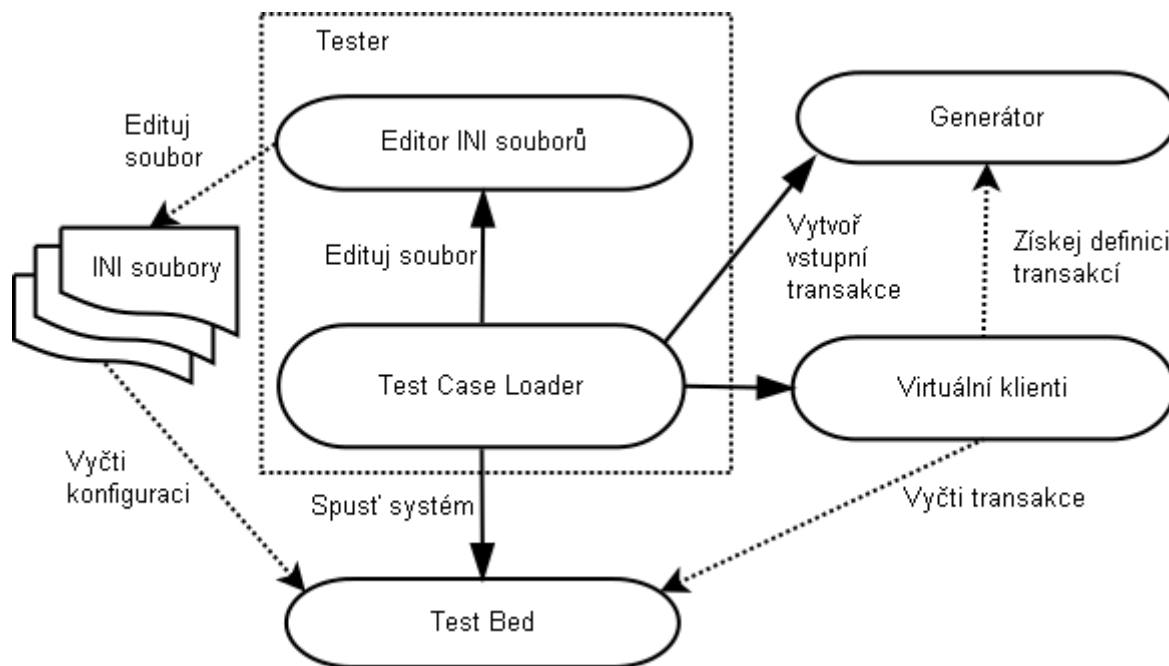 Tester
Edituj
soubor
Editor INI souborů
Generátor
INI soubory
Edituj soubor
Vytvoř
vstupní
transakce
Získej definici
transakcí
Test Case Loader
Virtuální klienti
Vyčti
konfiguraci
Spusť systém
Vyčti transakce
Test Bed